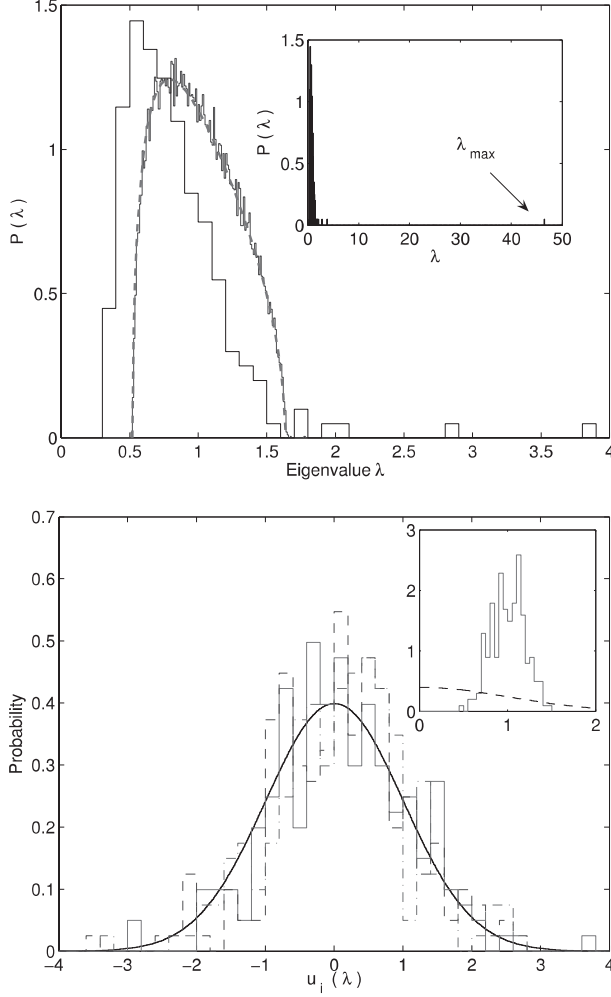 1.5
1
0.5
0
P ( λ )
0 0.5 1 1.5 2 2.5 3 3.5 4
Eigenvalue λ
1.5
1
0.5
0
P ( λ )
λ max
0 10 20 30 40 50
λ
0.7
0.6
0.5
0.4
0.3
0.2
0.1
0
Probability
−4 −3 −2 −1 0 1 2 3 4
u i ( λ )
3
2
1
0
0 1 2